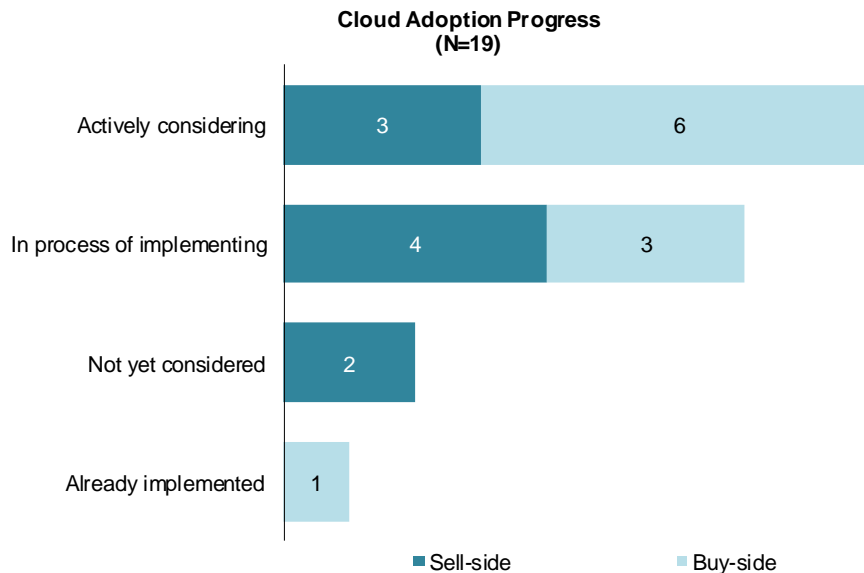 Cloud Adoption Progress
(N=19)
Actively considering
3
6
In process of implementing
4
3
Not yet considered
2
Already implemented
1
Sell-side
Buy-side